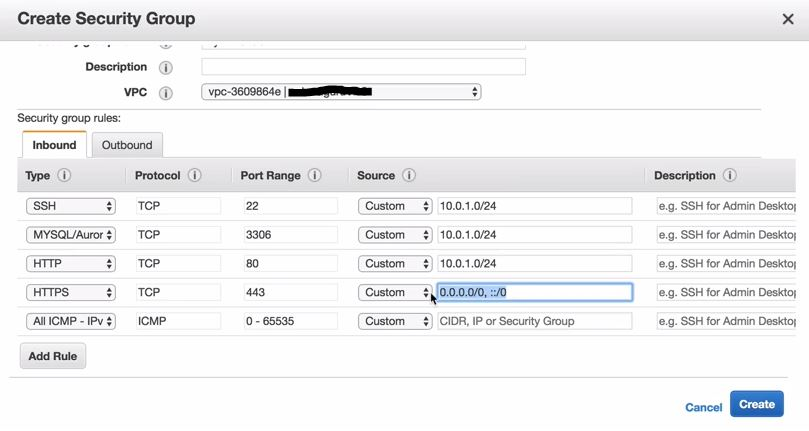 Create Security Group
Description
VPC vpc-3609864e |
Security group rules:
Inbound Outbound
Type Protocol Port Range Source Description
SSH TCP 22 Custom 10.0.1.0/24 e.g. SSH for Admin Desktop
MYSQL/Auror TCP 3306 Custom 10.0.1.0/24 e.g. SSH for Admin Desktop
HTTP TCP 80 Custom 10.0.1.0/24 e.g. SSH for Admin Desktop
HTTPS TCP 443 Custom 0.0.0.0/0, ::/0 e.g. SSH for Admin Desktop
All ICMP - IPv ICMP 0 - 65535 Custom CIDR, IP or Security Group e.g. SSH for Admin Desktop
Add Rule
Cancel Create